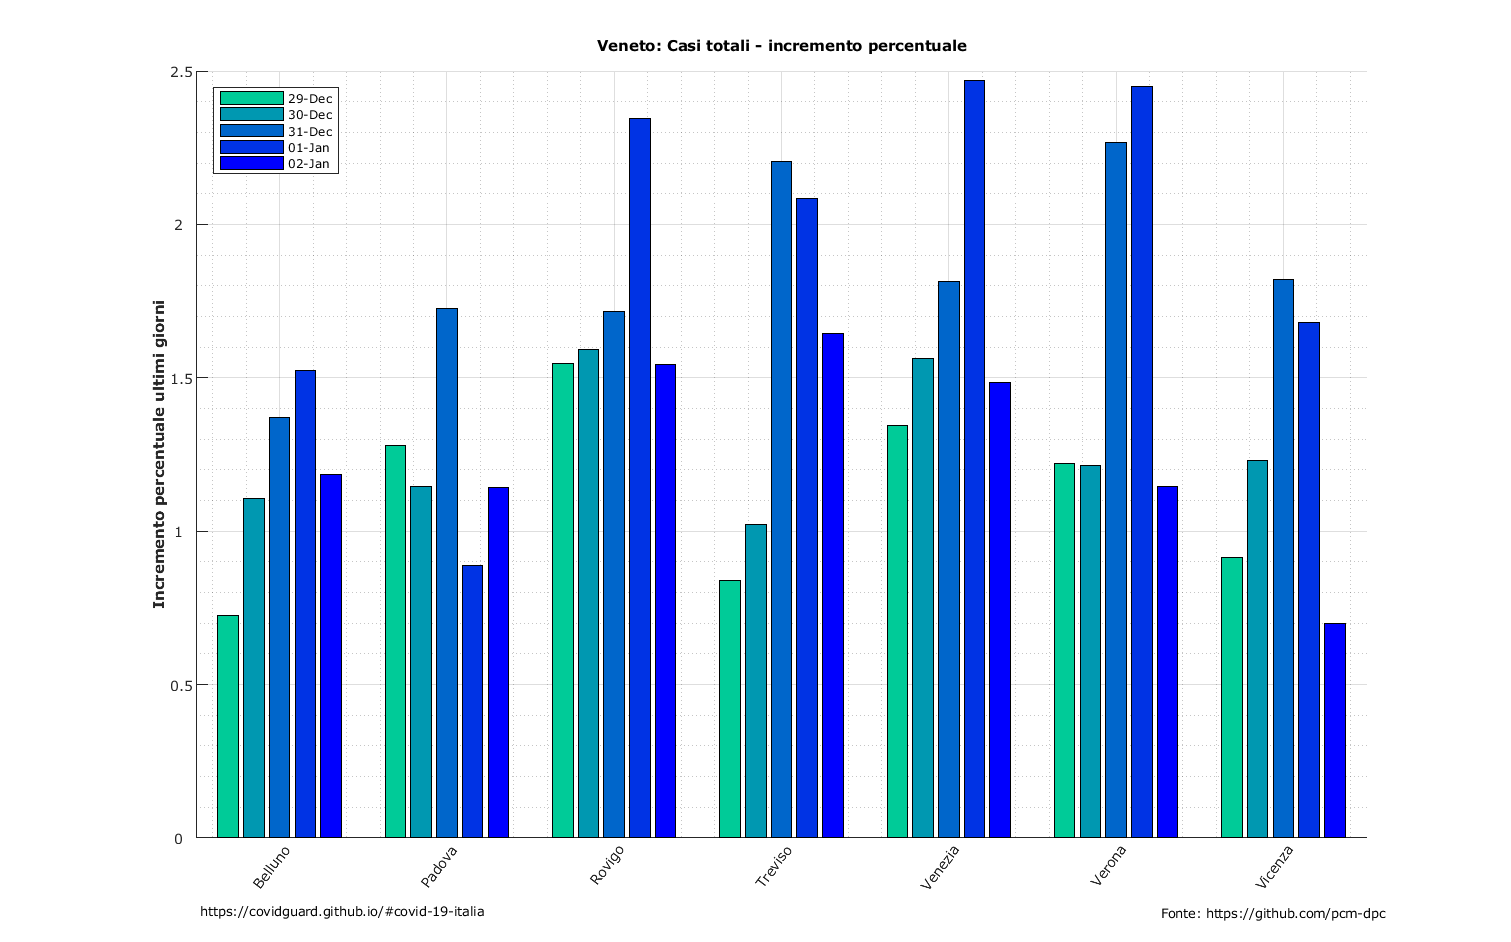 Veneto: Casi totali - incremento percentuale
2.5
2
1.5
1
0.5
0
Incremento percentuale ultimi giorni
29-Dec
30-Dec
31-Dec
01-Jan
02-Jan
Belluno
Padova
Rovigo
Treviso
Venezia
Verona
Vicenza
https://covidguard.github.io/#covid-19-italia
Fonte: https://github.com/pcm-dpc